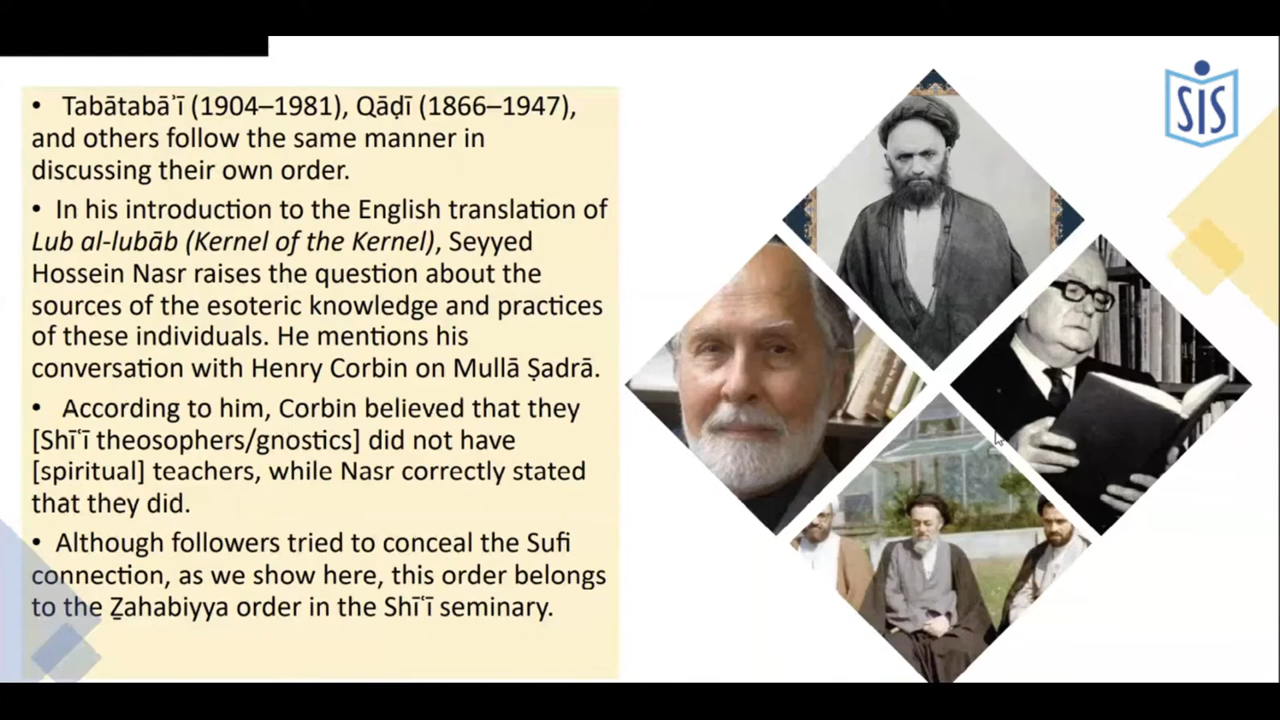 • Tabātabāʾī (1904–1981), Qāḍī (1866–1947),
and others follow the same manner in
discussing their own order.
• In his introduction to the English translation of
Lub al-lubāb (Kernel of the Kernel), Seyyed
Hossein Nasr raises the question about the
sources of the esoteric knowledge and practices
of these individuals. He mentions his
conversation with Henry Corbin on Mullā Ṣadrā.
• According to him, Corbin believed that they
[Shīʿī theosophers/gnostics] did not have
[spiritual] teachers, while Nasr correctly stated
that they did.
• Although followers tried to conceal the Sufi
connection, as we show here, this order belongs
to the Ẕahabiyya order in the Shīʿī seminary.
SIS